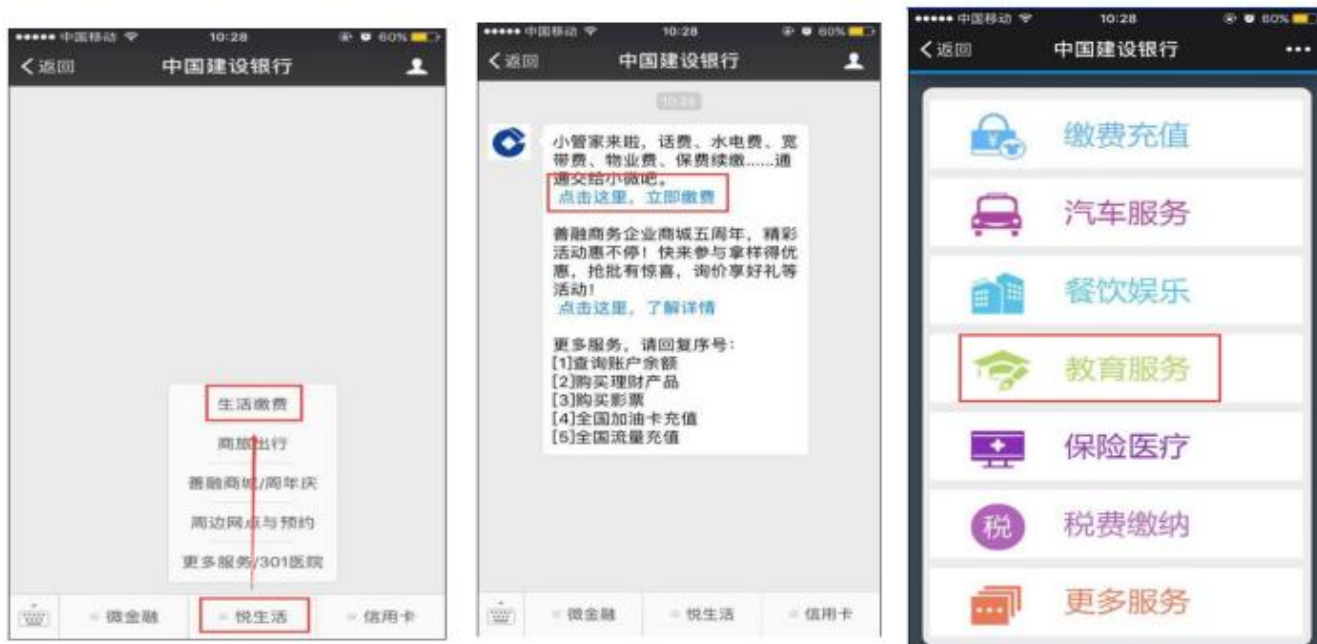 中国移动
10:28
60%
返回
中国建设银行
生活缴费
商旅出行
善融商城/周年庆
周边网点与预约
更多服务/301医院
微金融
悦生活
信用卡
中国移动
10:28
60%
返回
中国建设银行
10:28
小管家来啦，话费、水电费、宽
带费、物业费、保费续缴......通
通交给小微吧。
点击这里，立即缴费
善融商务企业商城五周年，精彩
活动惠不停！快来参与拿样得优
惠，抢批有惊喜，询价享好礼等
活动！
点击这里，了解详情
更多服务，请回复序号：
[1]查询账户余额
[2]购买理财产品
[3]购买影票
[4]全国加油卡充值
[5]全国流量充值
微金融
悦生活
信用卡
中国移动
10:28
60%
返回
中国建设银行
缴费充值
汽车服务
餐饮娱乐
教育服务
保险医疗
税
税费缴纳
更多服务